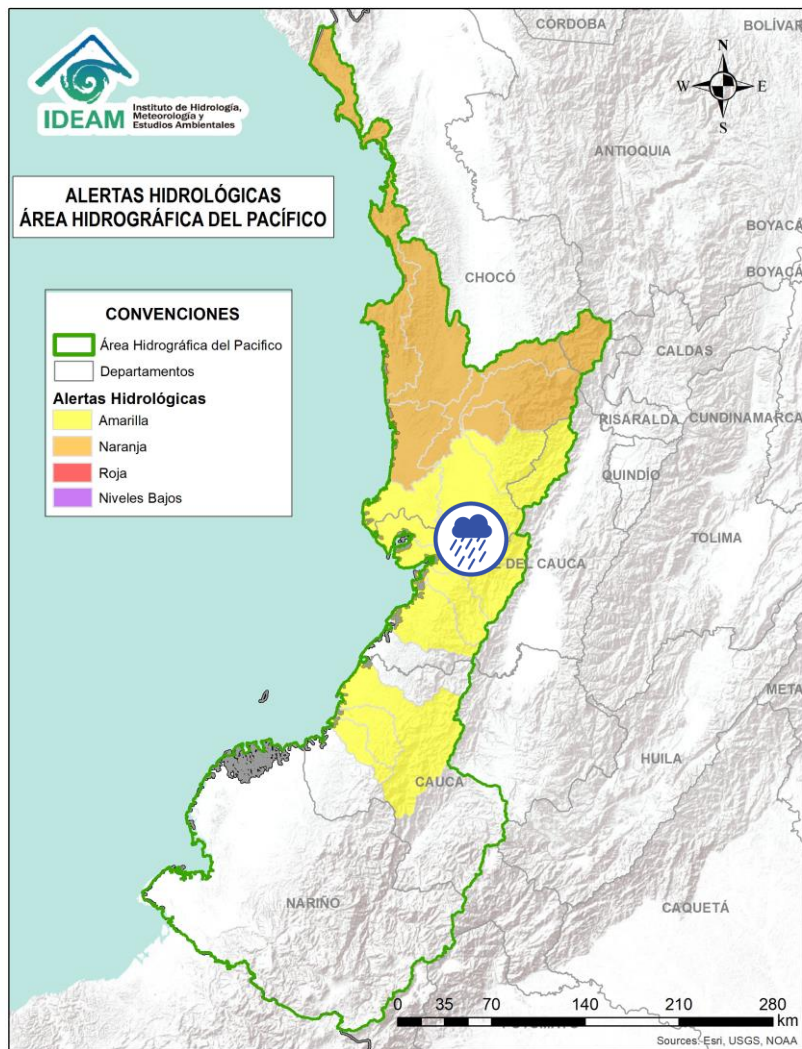 IDEAM
Instituto de Hidrología,
Meteorología y
Estudios Ambientales
ALERTAS HIDROLÓGICAS
ÁREA HIDROGRÁFICA DEL PACÍFICO
CONVENCIONES
Área Hidrográfica del Pacifico
Departamentos
Alertas Hidrológicas
Amarilla
Naranja
Roja
Niveles Bajos
N
W
E
S
CÓRDOBA
BOLÍVAR
ANTIOQUIA
BOYACÁ
BOYACÁ
CHOCÓ
CALDAS
RISARALDA
CUNDINAMARCA
QUINDÍO
TOLIMA
DEL CAUCA
META
HUILA
CAUCA
NARIÑO
CAQUETÁ
0 35 70 140 210 280
km
Sources: Esri, USGS, NOAA